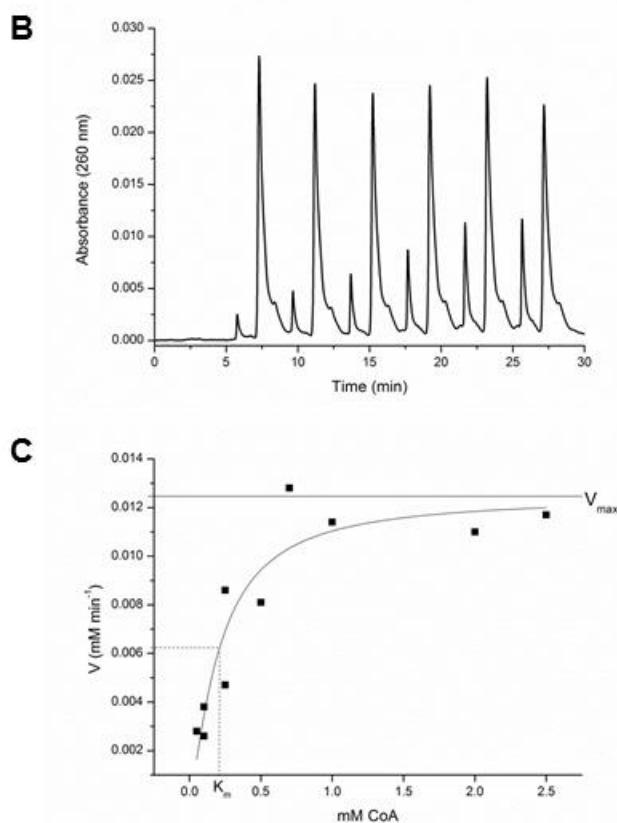 B
0.030
0.025
0.020
0.015
0.010
0.005
0.000
Absorbance (260 nm)
0 5 10 15 20 25 30
Time (min)
C
0.014
0.012
0.010
0.008
0.006
0.004
0.002
V (mM min⁻¹)
Vmax
0.0 0.5 1.0 1.5 2.0 2.5
Km
mM CoA